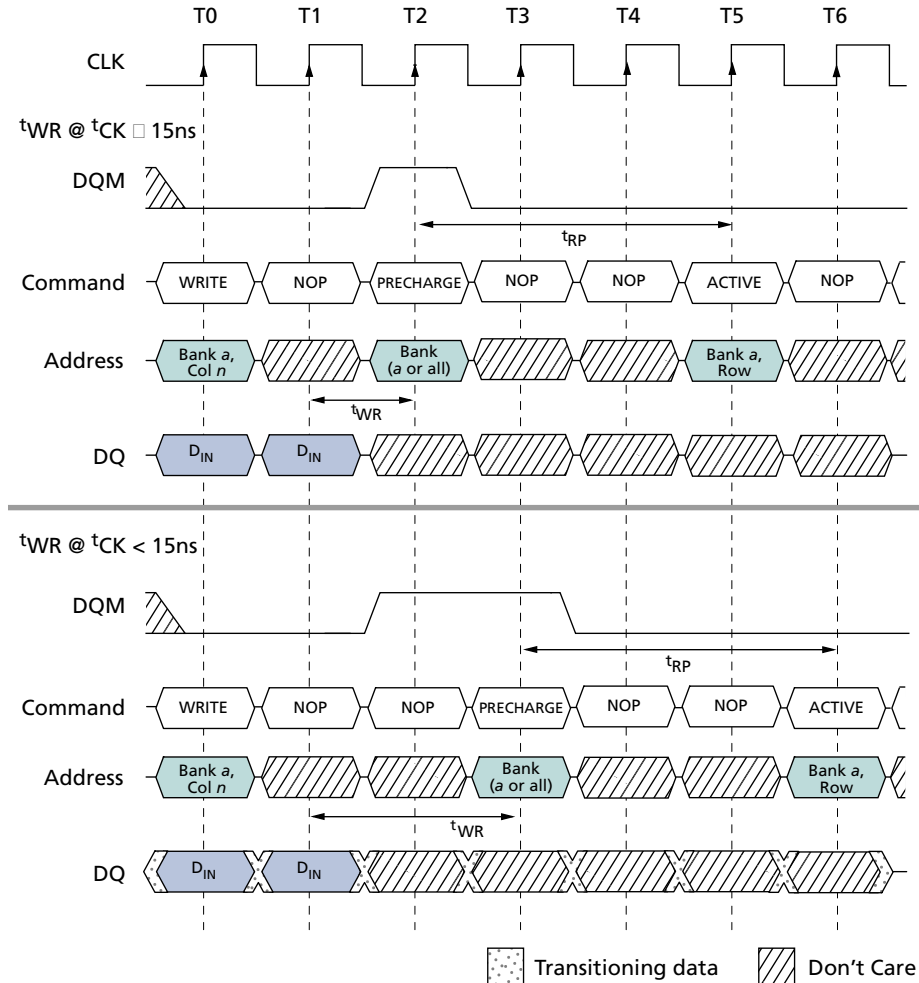 T0 T1 T2 T3 T4 T5 T6
CLK
tWR @ tCK □ 15ns
DQM
tRP
Command WRITE NOP PRECHARGE NOP NOP ACTIVE NOP
Address Bank a, Col n Bank (a or all) Bank a, Row
tWR
DQ DIN DIN
tWR @ tCK < 15ns
DQM
tRP
Command WRITE NOP NOP PRECHARGE NOP NOP ACTIVE
Address Bank a, Col n Bank (a or all) Bank a, Row
tWR
DQ DIN DIN
Transitioning data Don't Care